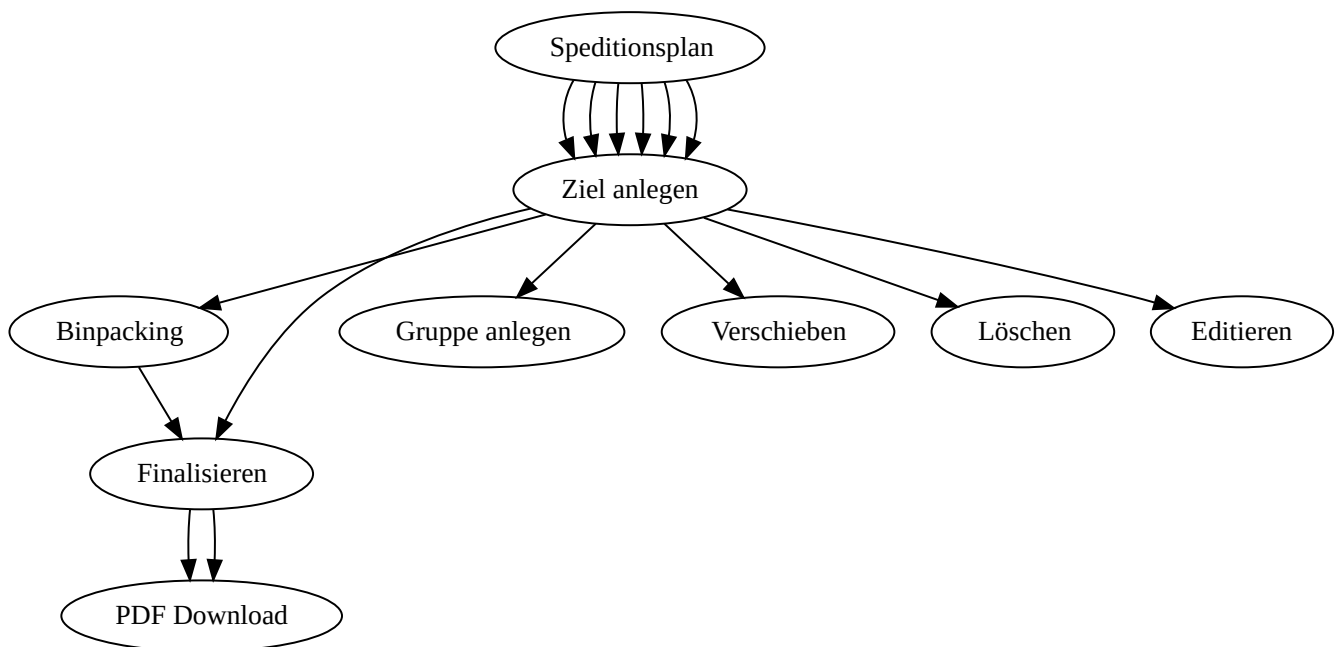 Speditionsplan
Ziel anlegen
Binpacking
Gruppe anlegen
Verschieben
Löschen
Editieren
Finalisieren
PDF Download